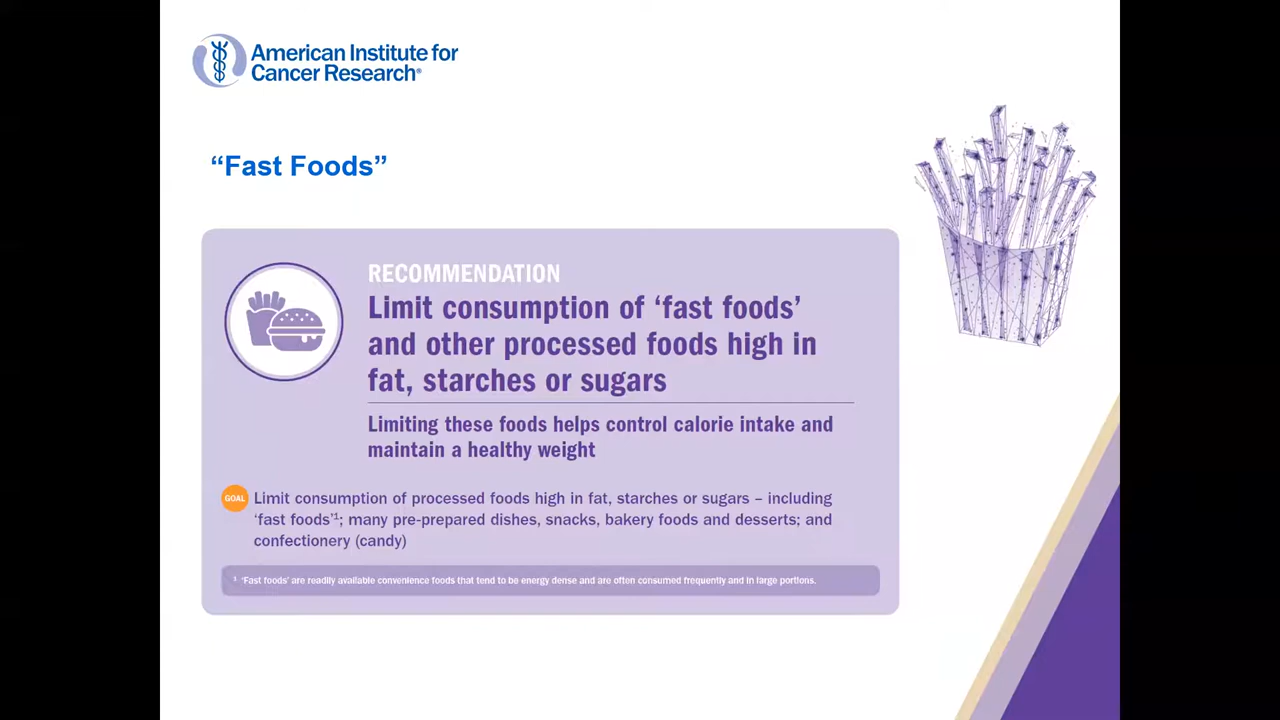 American Institute for
Cancer Research®
“Fast Foods”
RECOMMENDATION
Limit consumption of ‘fast foods’
and other processed foods high in
fat, starches or sugars
Limiting these foods helps control calorie intake and
maintain a healthy weight
GOAL
Limit consumption of processed foods high in fat, starches or sugars – including
‘fast foods’¹; many pre-prepared dishes, snacks, bakery foods and desserts; and
confectionery (candy)
¹ ‘Fast foods’ are readily available convenience foods that tend to be energy dense and are often consumed frequently and in large portions.